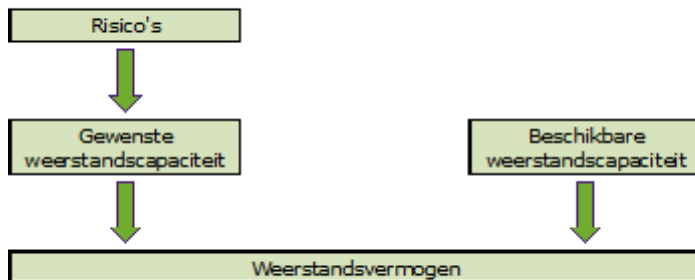 Risico's
Gewenste
weerstandscapaciteit
Beschikbare
weerstandscapaciteit
Weerstandsvermogen